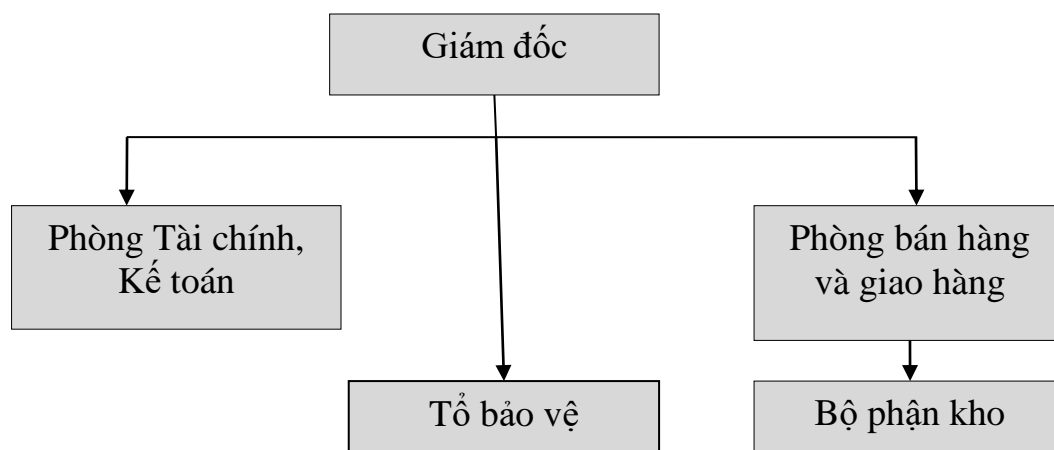 Giám đốc
Phòng Tài chính,
Kế toán
Phòng bán hàng
và giao hàng
Tổ bảo vệ
Bộ phận kho